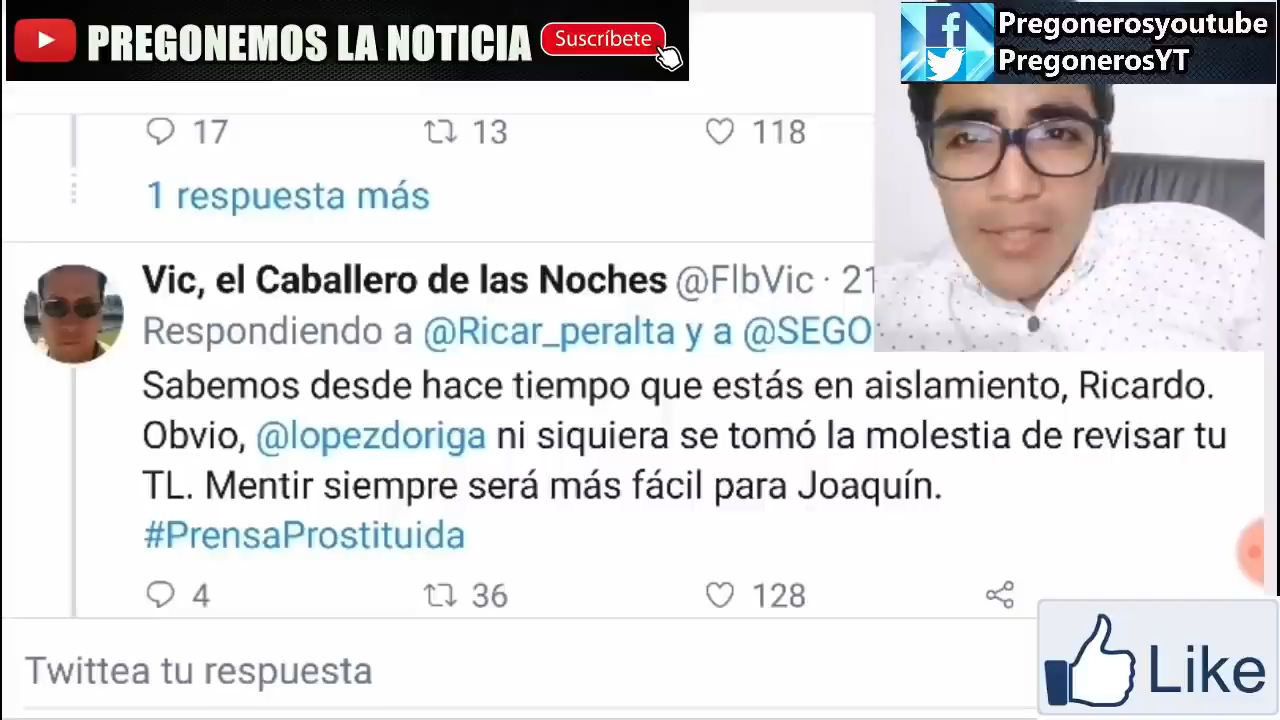 PREGONEMOS LA NOTICIA
Suscríbete
Pregonerosyoutube
PregonerosYT
17 13 118
1 respuesta más
Vic, el Caballero de las Noches @FlbVic · 21
Respondiendo a @Ricar_peralta y a @SEGO
Sabemos desde hace tiempo que estás en aislamiento, Ricardo.
Obvio, @lopezdoriga ni siquiera se tomó la molestia de revisar tu
TL. Mentir siempre será más fácil para Joaquín.
#PrensaProstituida
4 36 128
Twittea tu respuesta
Like